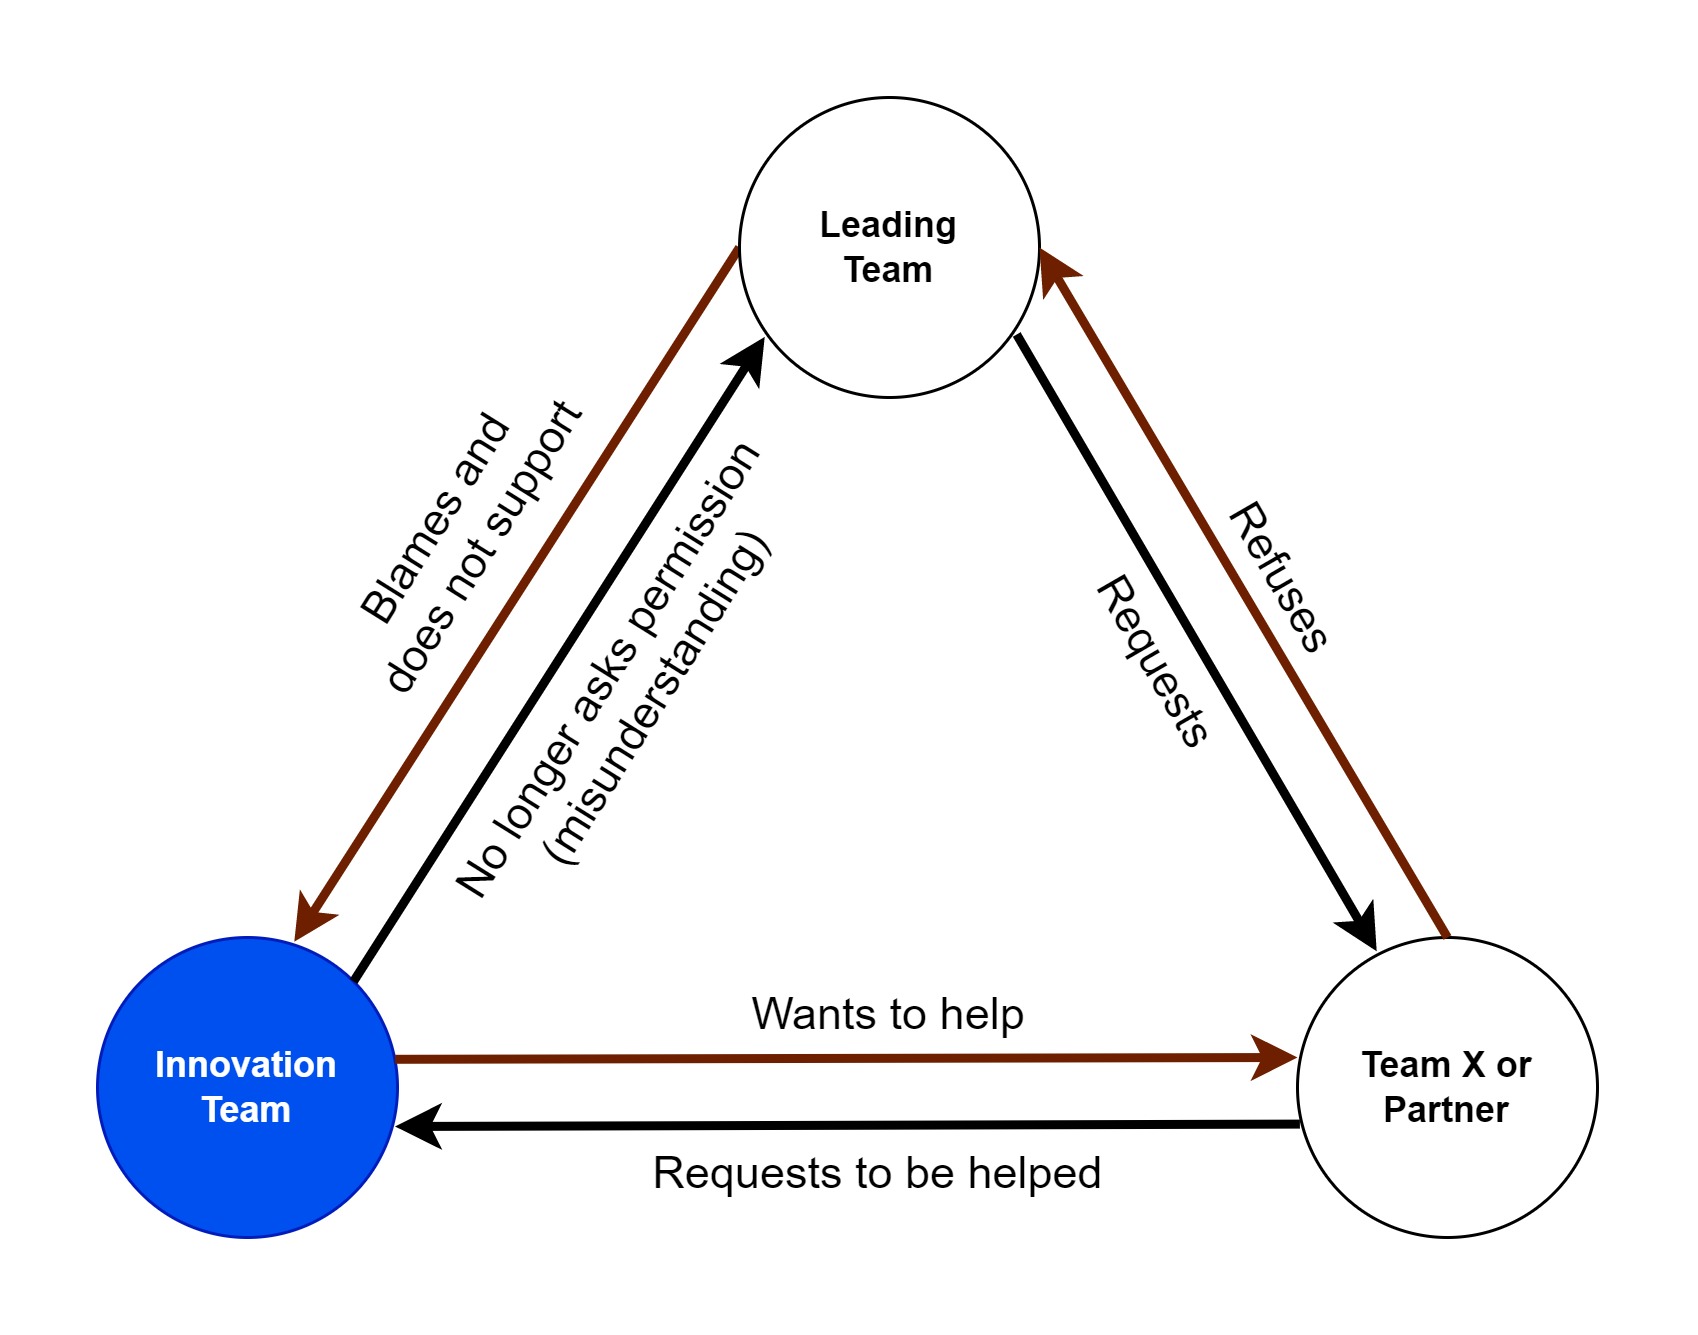 Leading
Team
Blames and
does not support
No longer asks permission
(misunderstanding)
Requests
Refuses
Innovation
Team
Wants to help
Requests to be helped
Team X or
Partner